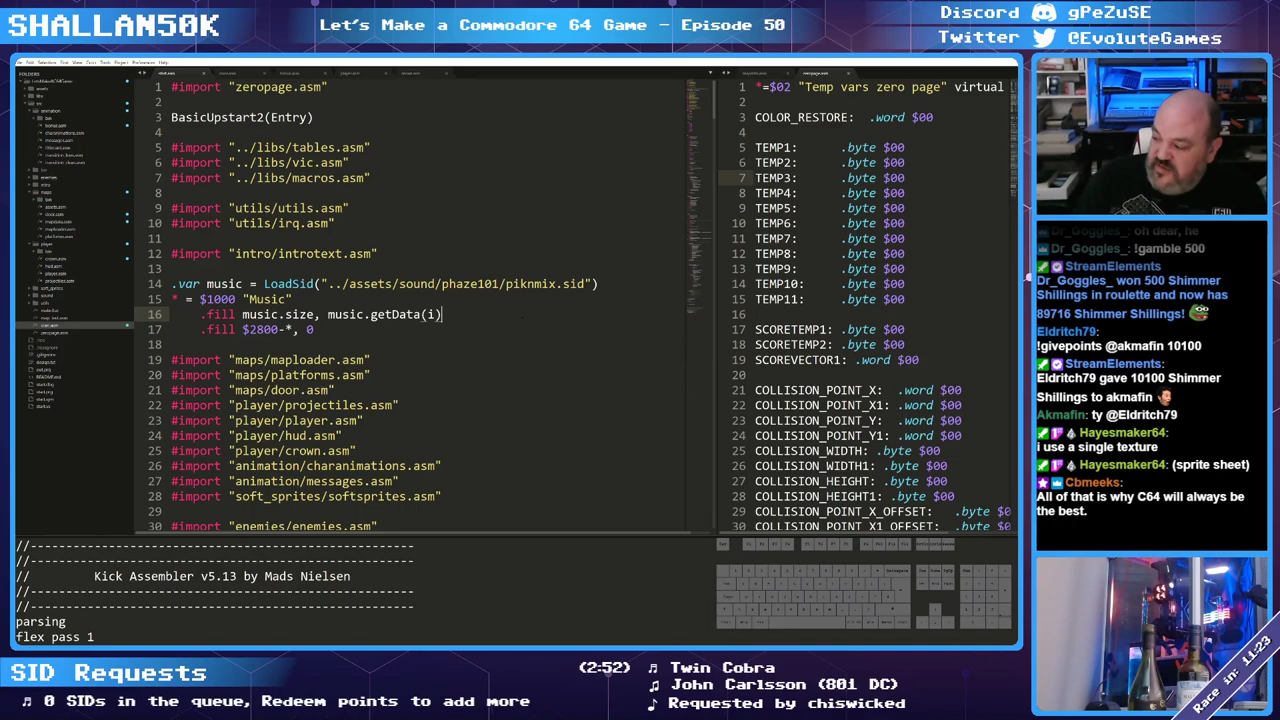 SHALLAN50K
Let's Make a Commodore 64 Game - Episode 50
Discord gPeZuSE
Twitter @EvoluteGames
FOLDERS
1 #import "zeropage.asm"
2
3 BasicUpstart2(Entry)
4
5 #import "../libs/tables.asm"
6 #import "../libs/vic.asm"
7 #import "../libs/macros.asm"
8
9 #import "utils/utils.asm"
10 #import "utils/irq.asm"
11
12 #import "intro/introtext.asm"
13
14 .var music = LoadSid("../assets/sound/phaze101/piknmix.sid")
15 * = $1000 "Music"
16 .fill music.size, music.getData(i)
17 .fill $2800-*, 0
18
19 #import "maps/maploader.asm"
20 #import "maps/platforms.asm"
21 #import "maps/door.asm"
22 #import "player/projectiles.asm"
23 #import "player/player.asm"
24 #import "player/hud.asm"
25 #import "player/crown.asm"
26 #import "animation/charanimations.asm"
27 #import "animation/messages.asm"
28 #import "soft_sprites/softsprites.asm"
29
30 #import "enemies/enemies.asm"
1 *=$02 "Temp vars zero page" virtual
2
3 OLOR_RESTORE: .word $00
4
5 TEMP1: .byte $00
6 TEMP2: .byte $00
7 TEMP3: .byte $00
8 TEMP4: .byte $00
9 TEMP5: .byte $00
10 TEMP6: .byte $00
11 TEMP7: .byte $00
12 TEMP8: .byte $00
13 TEMP9: .byte $00
14 TEMP10: .byte $00
15 TEMP11: .byte $00
16
17 SCORETEMP1: .byte $00
18 SCORETEMP2: .byte $00
19 SCOREVECTOR1: .word $00
20
21 COLLISION_POINT_X: .word $00
22 COLLISION_POINT_X1: .word $00
23 COLLISION_POINT_Y: .word $00
24 COLLISION_POINT_Y1: .word $00
25 COLLISION_WIDTH: .byte $00
26 COLLISION_WIDTH1: .byte $00
27 COLLISION_HEIGHT: .byte $00
28 COLLISION_HEIGHT1: .byte $00
29 COLLISION_POINT_X_OFFSET: .byte $0
30 COLLISION_POINT_X1_OFFSET: .byte $0
//-------------------------------------------------------
//-------------------------------------------------------
// Kick Assembler v5.13 by Mads Nielsen
//-------------------------------------------------------
//-------------------------------------------------------
parsing
flex pass 1
Dr_Goggles_: oh dear, he
Dr_Goggles_: !gamble 500
StreamElements:
Dr_Goggles_ won 500 Shimmer
Shillings in roulette and now has
89716 Shimmer Shillings!
Eldritch79:
!givepoints @akmafin 10100
StreamElements:
Eldritch79 gave 10100 Shimmer
Shillings to akmafin
Akmafin: ty @Eldritch79
Hayesmaker64:
i use a single texture
Hayesmaker64: (sprite sheet)
Cbmeeks:
All of that is why C64 will always be
the best.
Race in: 11:23
SID Requests
0 SIDs in the queue, Redeem points to add more
(2:52) Twin Cobra
John Carlsson (801 DC)
Requested by chiswicked